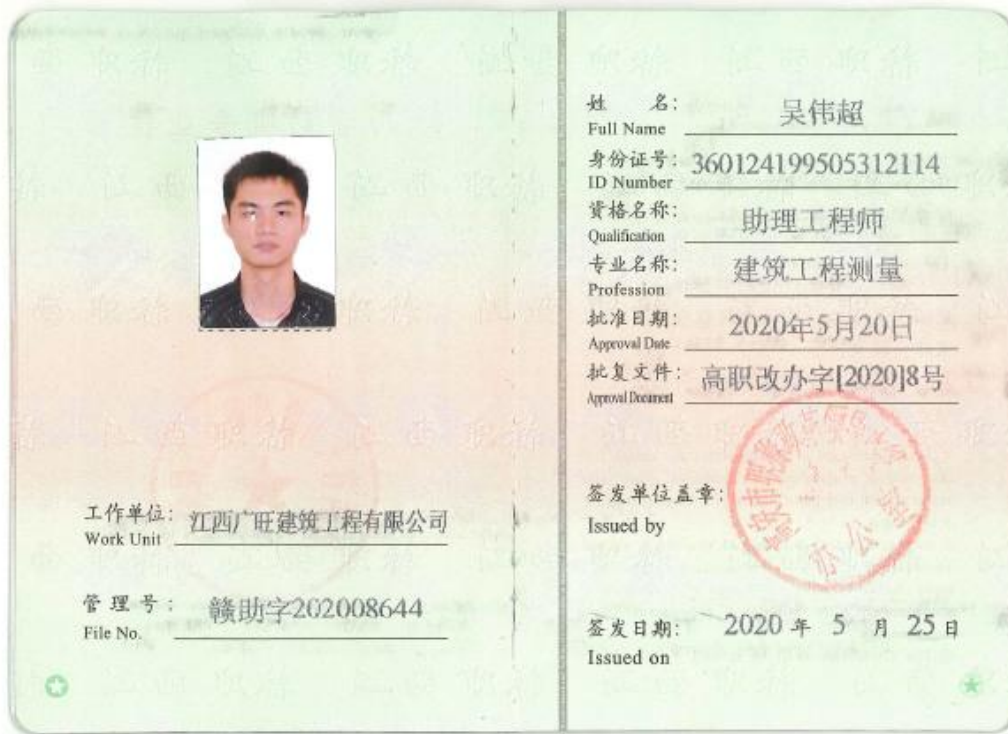 工作单位: 江西广旺建筑工程有限公司
Work Unit
管理号: 赣助字202008644
File No.
姓 名: 吴伟超
Full Name
身份证号: 360124199505312114
ID Number
资格名称: 助理工程师
Qualification
专业名称: 建筑工程测量
Profession
批准日期: 2020年5月20日
Approval Date
批复文件: 高职改办字[2020]8号
Approval Document
签发单位盖章:
Issued by
办公
签发日期: 2020 年 5 月 25 日
Issued on